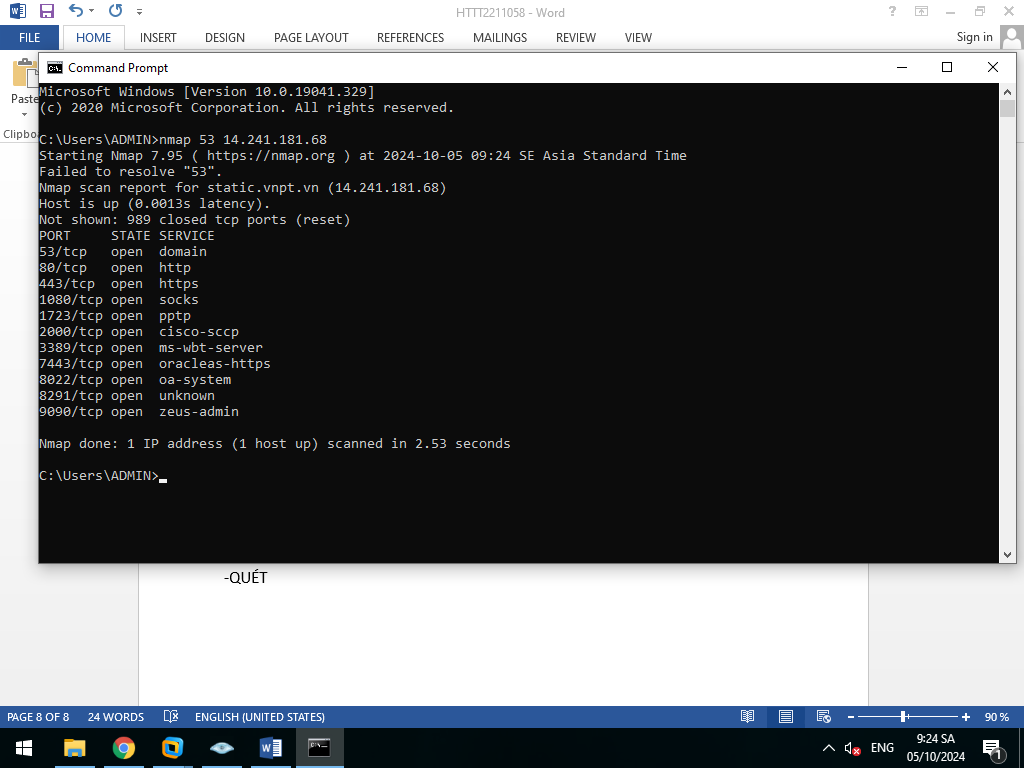 HTTT2211058 - Word
FILE
HOME
INSERT
DESIGN
PAGE LAYOUT
REFERENCES
MAILINGS
REVIEW
VIEW
Sign in
Paste
Clipbo
Command Prompt
Microsoft Windows [Version 10.0.19041.329]
(c) 2020 Microsoft Corporation. All rights reserved.
C:\Users\ADMIN>nmap 53 14.241.181.68
Starting Nmap 7.95 ( https://nmap.org ) at 2024-10-05 09:24 SE Asia Standard Time
Failed to resolve "53".
Nmap scan report for static.vnpt.vn (14.241.181.68)
Host is up (0.0013s latency).
Not shown: 989 closed tcp ports (reset)
PORT     STATE SERVICE
53/tcp   open  domain
80/tcp   open  http
443/tcp  open  https
1080/tcp open  socks
1723/tcp open  pptp
2000/tcp open  cisco-sccp
3389/tcp open  ms-wbt-server
7443/tcp open  oracleas-https
8022/tcp open  oa-system
8291/tcp open  unknown
9090/tcp open  zeus-admin
Nmap done: 1 IP address (1 host up) scanned in 2.53 seconds
C:\Users\ADMIN>
-QUÉT
PAGE 8 OF 8
24 WORDS
ENGLISH (UNITED STATES)
90 %
ENG
9:24 SA
05/10/2024
1